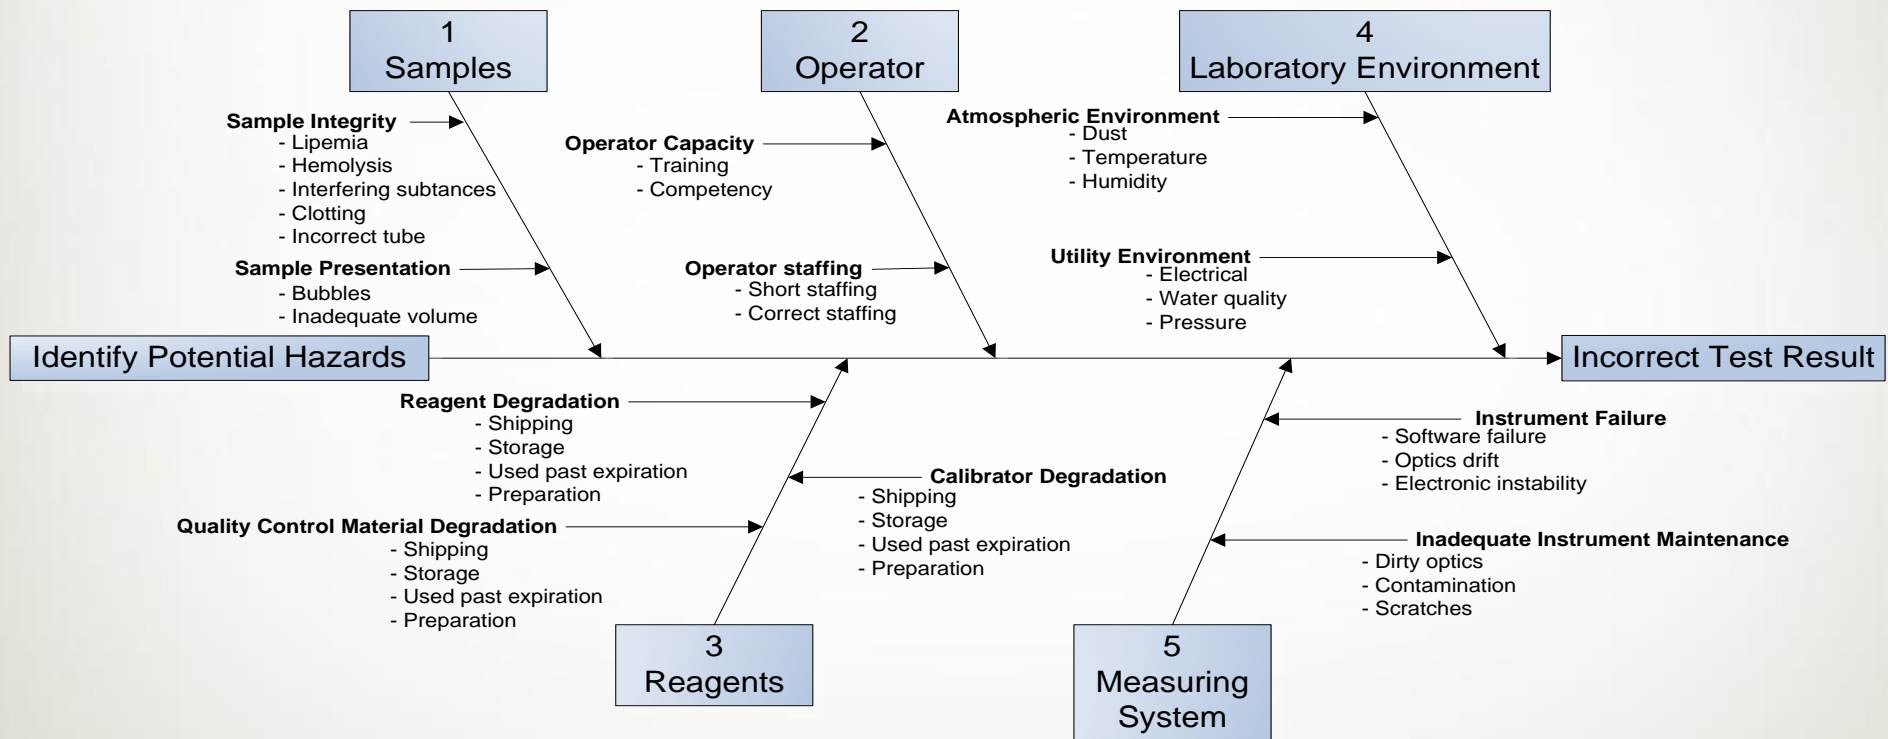 1
Samples
2
Operator
4
Laboratory Environment
Sample Integrity
- Lipemia
- Hemolysis
- Interfering subtances
- Clotting
- Incorrect tube
Sample Presentation
- Bubbles
- Inadequate volume
Operator Capacity
- Training
- Competency
Operator staffing
- Short staffing
- Correct staffing
Atmospheric Environment
- Dust
- Temperature
- Humidity
Utility Environment
- Electrical
- Water quality
- Pressure
Identify Potential Hazards
Incorrect Test Result
Reagent Degradation
- Shipping
- Storage
- Used past expiration
- Preparation
Quality Control Material Degradation
- Shipping
- Storage
- Used past expiration
- Preparation
Calibrator Degradation
- Shipping
- Storage
- Used past expiration
- Preparation
Instrument Failure
- Software failure
- Optics drift
- Electronic instability
Inadequate Instrument Maintenance
- Dirty optics
- Contamination
- Scratches
3
Reagents
5
Measuring
System